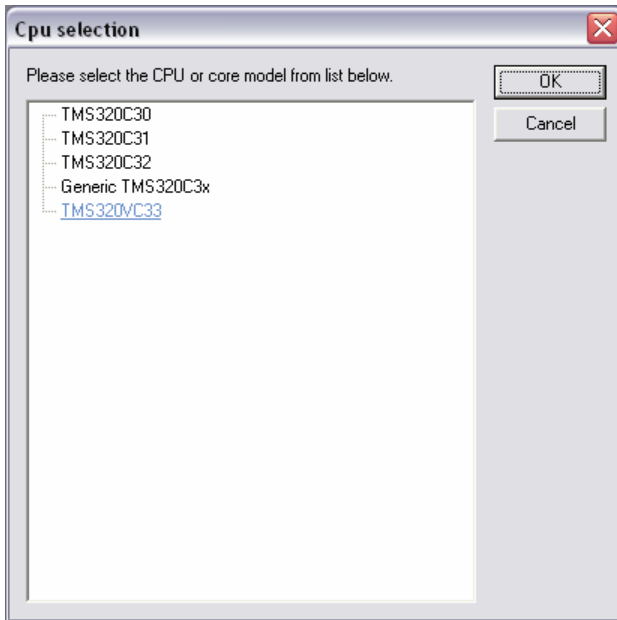 Cpu selection
Please select the CPU or core model from list below.
OK
Cancel
TMS320C30
TMS320C31
TMS320C32
Generic TMS320C3x
TMS320VC33